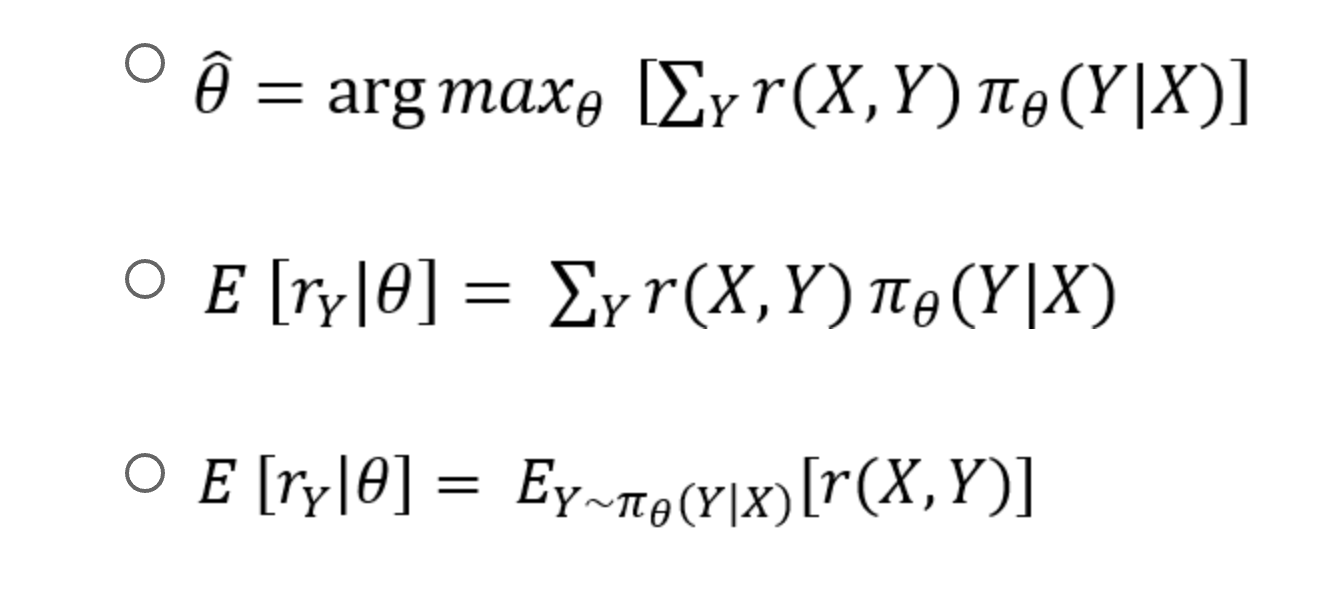 θ̂ = arg max_θ [∑_Y r(X, Y) π_θ(Y|X)]
E [r_Y|θ] = ∑_Y r(X, Y) π_θ(Y|X)
E [r_Y|θ] = E_{Y~π_θ(Y|X)}[r(X, Y)]